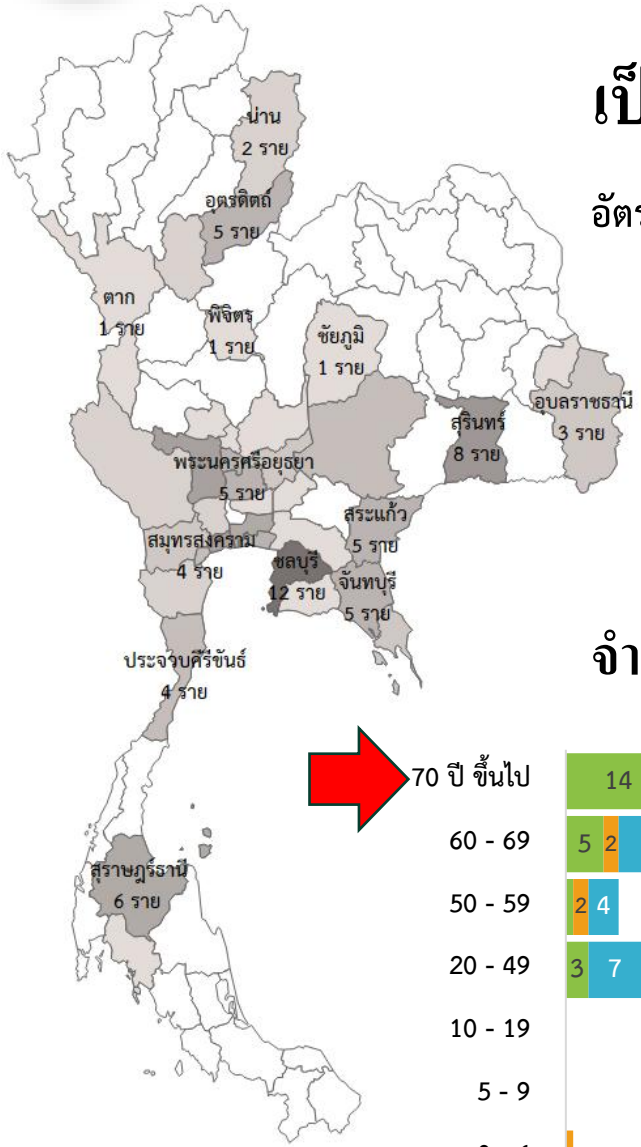 เป็
อัตร
น่าน
2 ราย
อุตรดิตถ์
5 ราย
ตาก
1 ราย
พิจิตร
1 ราย
ชัยภูมิ
1 ราย
อุบลราชธานี
3 ราย
สุรินทร์
8 ราย
พระนครศรีอยุธยา
5 ราย
สระแก้ว
5 ราย
สมุทรสงคราม
4 ราย
ชลบุรี
12 ราย
จันทบุรี
5 ราย
ประจวบคีรีขันธ์
4 ราย
สุราษฎร์ธานี
6 ราย
จำ
70 ปี ขึ้นไป 14
60 - 69 5 2
50 - 59 2 4
20 - 49 3 7
10 - 19
5 - 9